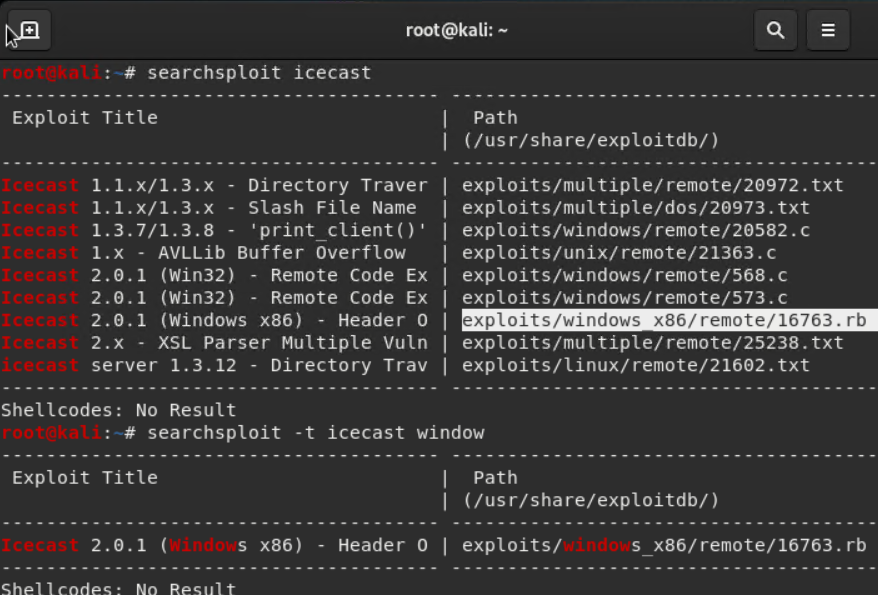 root@kali: ~
root@kali:~# searchsploit icecast
--------------------------------------- ----------------------------------------
Exploit Title | Path
| (/usr/share/exploitdb/)
--------------------------------------- ----------------------------------------
Icecast 1.1.x/1.3.x - Directory Traver | exploits/multiple/remote/20972.txt
Icecast 1.1.x/1.3.x - Slash File Name | exploits/multiple/dos/20973.txt
Icecast 1.3.7/1.3.8 - 'print_client()' | exploits/windows/remote/20582.c
Icecast 1.x - AVLLib Buffer Overflow | exploits/unix/remote/21363.c
Icecast 2.0.1 (Win32) - Remote Code Ex | exploits/windows/remote/568.c
Icecast 2.0.1 (Win32) - Remote Code Ex | exploits/windows/remote/573.c
Icecast 2.0.1 (Windows x86) - Header O | exploits/windows_x86/remote/16763.rb
Icecast 2.x - XSL Parser Multiple Vuln | exploits/multiple/remote/25238.txt
icecast server 1.3.12 - Directory Trav | exploits/linux/remote/21602.txt
--------------------------------------- ----------------------------------------
Shellcodes: No Result
root@kali:~# searchsploit -t icecast window
--------------------------------------- ----------------------------------------
Exploit Title | Path
| (/usr/share/exploitdb/)
--------------------------------------- ----------------------------------------
Icecast 2.0.1 (Windows x86) - Header O | exploits/windows_x86/remote/16763.rb
--------------------------------------- ----------------------------------------
Shellcodes: No Result